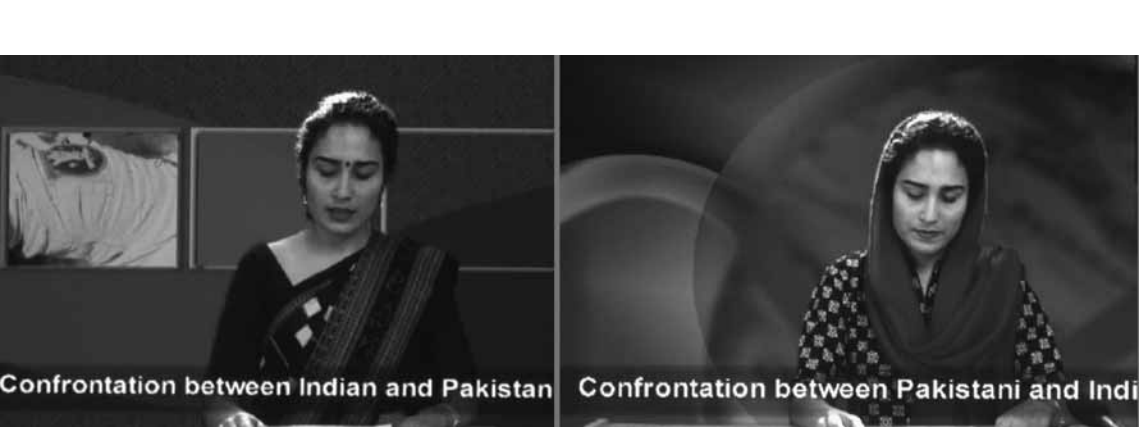 Confrontation between Indian and Pakistan
Confrontation between Pakistani and Indi